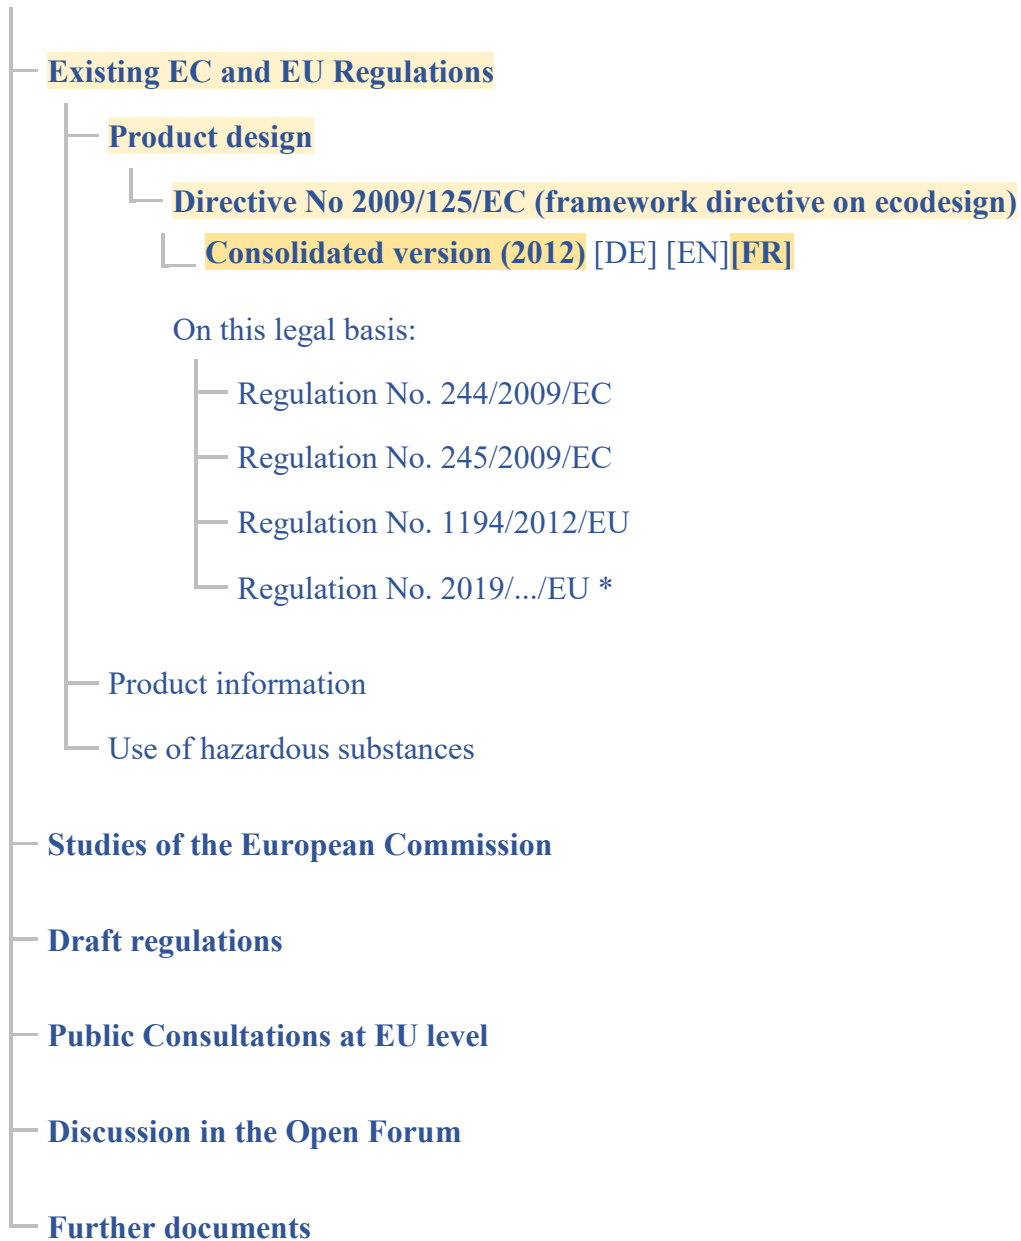 Existing EC and EU Regulations
Product design
Directive No 2009/125/EC (framework directive on ecodesign)
Consolidated version (2012) [DE] [EN][FR]
On this legal basis:
Regulation No. 244/2009/EC
Regulation No. 245/2009/EC
Regulation No. 1194/2012/EU
Regulation No. 2019/.../EU *
Product information
Use of hazardous substances
Studies of the European Commission
Draft regulations
Public Consultations at EU level
Discussion in the Open Forum
Further documents